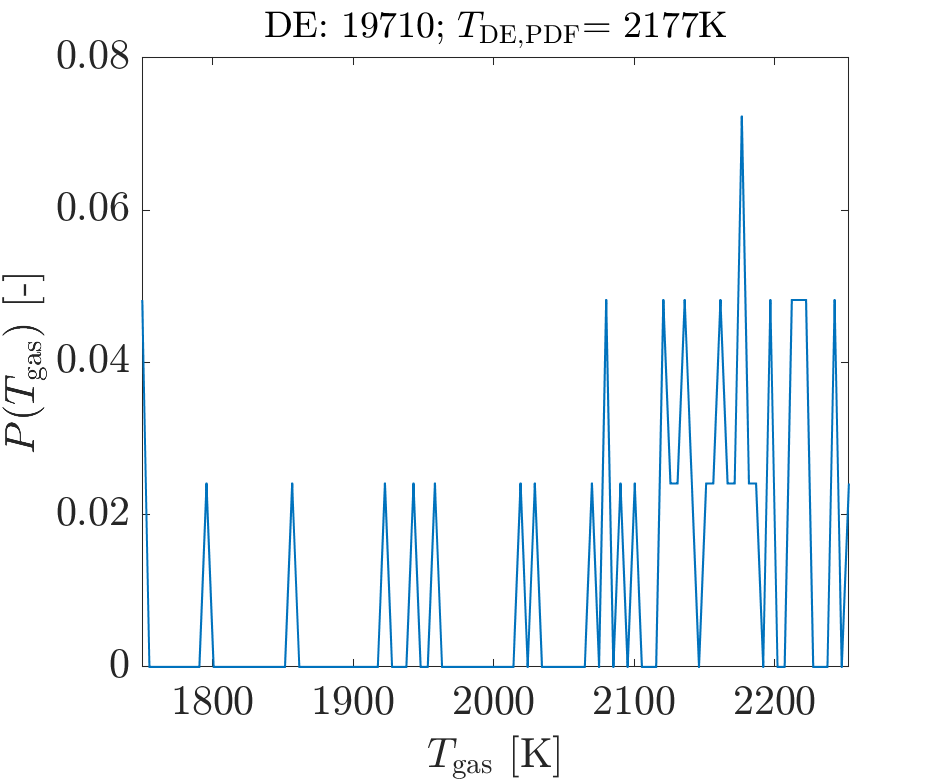 DE: 19710; T_DE,PDF= 2177K
0.08
0.06
0.04
0.02
0
P(T_gas) [-]
1800 1900 2000 2100 2200
T_gas [K]